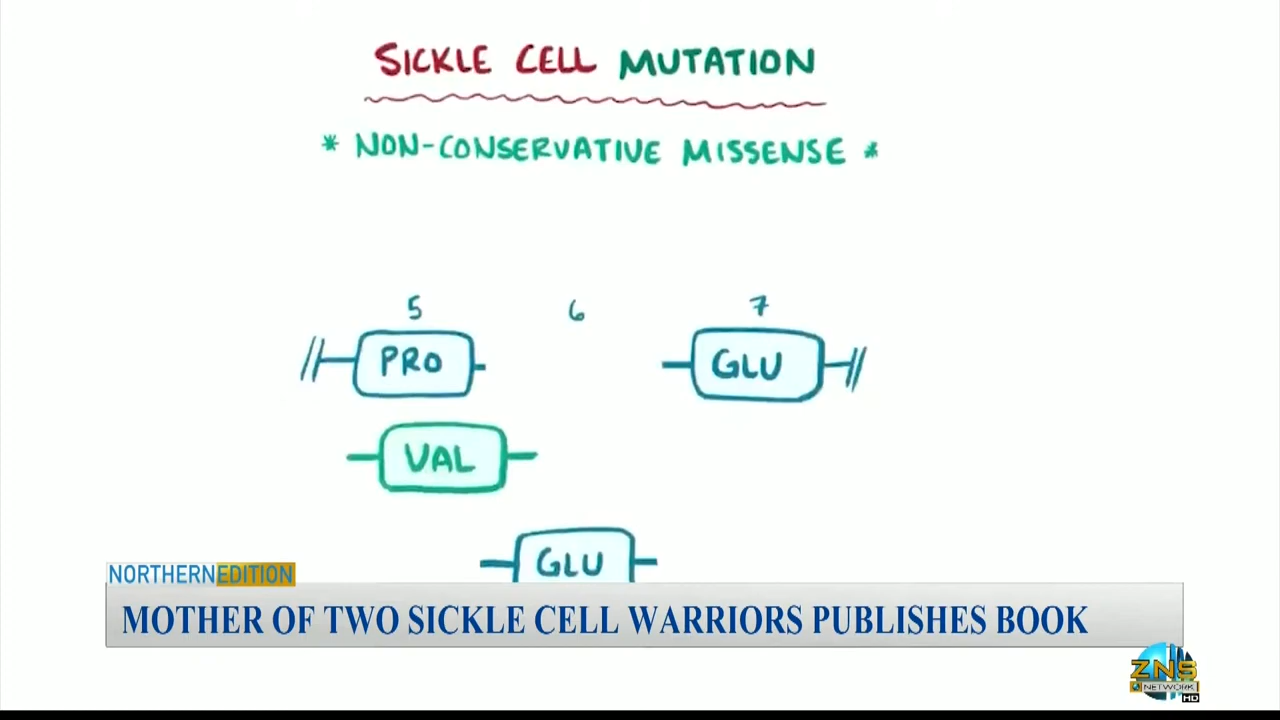 SICKLE CELL MUTATION
* NON-CONSERVATIVE MISSENSE *
5 6 7
PRO GLU
VAL
GLU
NORTHERNEDITION
MOTHER OF TWO SICKLE CELL WARRIORS PUBLISHES BOOK
ZNS
NETWORK
HD